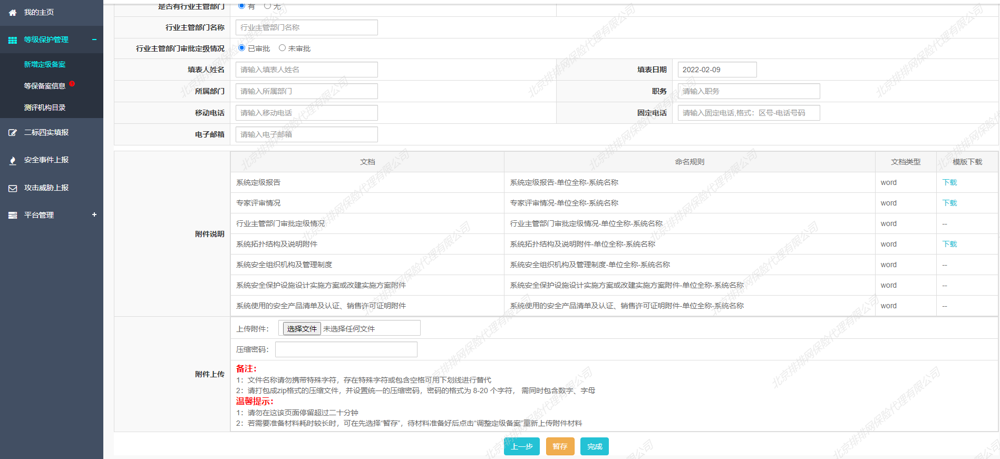 我的主页
等级保护管理
新增定级备案
等保备案信息
测评机构目录
二标四实填报
安全事件上报
攻击威胁上报
平台管理
是否有行业主管部门 有 无
行业主管部门名称 行业主管部门名称
行业主管部门审批定级情况 已审批 未审批
填表人姓名 请输入填表人姓名 填表日期 2022-02-09
所属部门 请输入所属部门 职务 请输入职务
移动电话 请输入移动电话 固定电话 请输入固定电话,格式：区号-电话号码
电子邮箱 请输入电子邮箱
附件说明
文档 命名规则 文档类型 模版下载
系统定级报告 系统定级报告-单位全称-系统名称 word 下载
专家评审情况 专家评审情况-单位全称-系统名称 word 下载
行业主管部门审批定级情况 行业主管部门审批定级情况-单位全称-系统名称 word --
系统拓扑结构及说明附件 系统拓扑结构及说明附件-单位全称-系统名称 word 下载
系统安全组织机构及管理制度 系统安全组织机构及管理制度-单位全称-系统名称 word --
系统安全保护设施设计实施方案或改建实施方案附件 系统安全保护设施设计实施方案或改建实施方案附件-单位全称-系统名称 word --
系统使用的安全产品清单及认证、销售许可证明附件 系统使用的安全产品清单及认证、销售许可证明附件-单位全称-系统名称 word --
附件上传
上传附件： 选择文件 未选择任何文件
压缩密码：
备注：
1：文件名称请勿携带特殊字符，存在特殊字符或包含空格可用下划线进行替代
2：请打包成zip格式的压缩文件，并设置统一的压缩密码，密码的格式为 8-20 个字符， 需同时包含数字、字母
温馨提示：
1：请勿在这该页面停留超过二十分钟
2：若需要准备材料耗时较长时，可在先选择“暂存”，待材料准备好后点击“调整定级备案”重新上传附件材料
上一步 暂存 完成
北京排排网保险代理有限公司